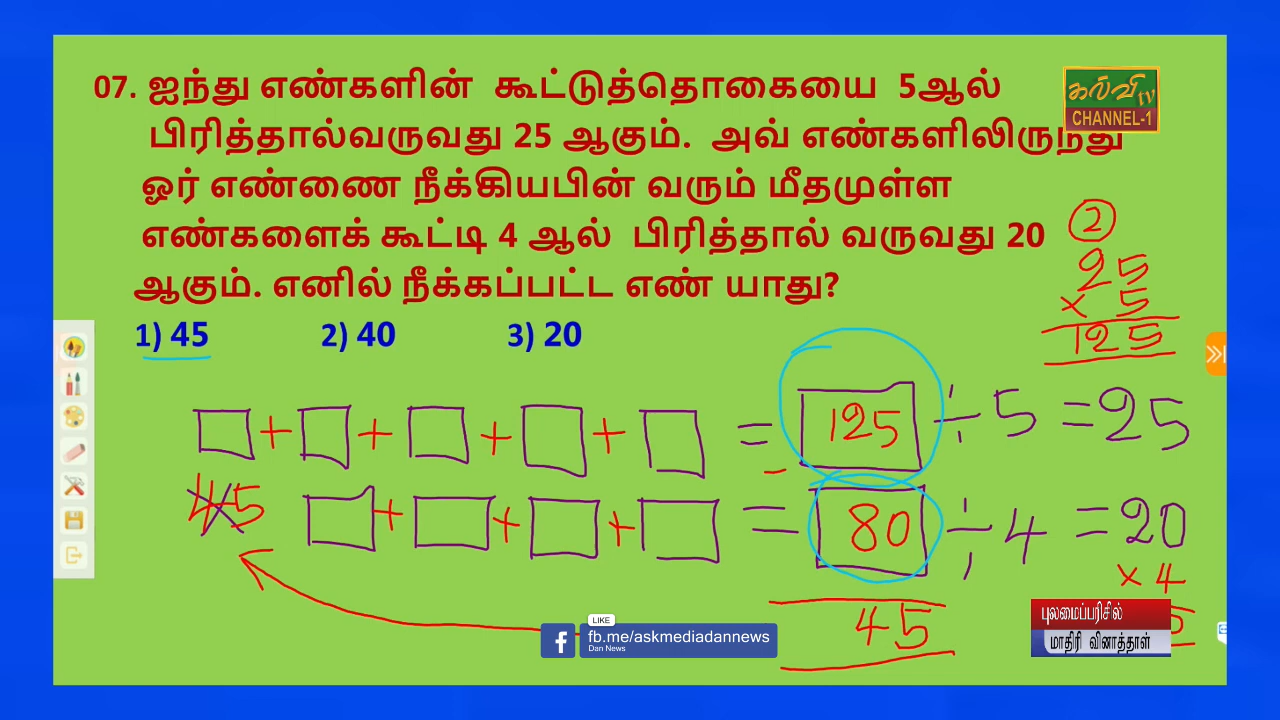 07. ஐந்து எண்களின் கூட்டுத்தொகையை 5ஆல்
பிரித்தால்வருவது 25 ஆகும். அவ் எண்களிலிருந்து
ஓர் எண்ணை நீக்கியபின் வரும் மீதமுள்ள
எண்களைக் கூட்டி 4 ஆல் பிரித்தால் வருவது 20
ஆகும். எனில் நீக்கப்பட்ட எண் யாது?
1) 45 2) 40 3) 20
கல்வி tv
CHANNEL-1
2
25
× 5
125
+ + + + = 125 ÷ 5 = 25
-
45 + + + = 80 ÷ 4 = 20
× 4
45
LIKE
f fb.me/askmediadannews
Dan News
புலமைப்பரிசில்
மாதிரி வினாத்தாள்